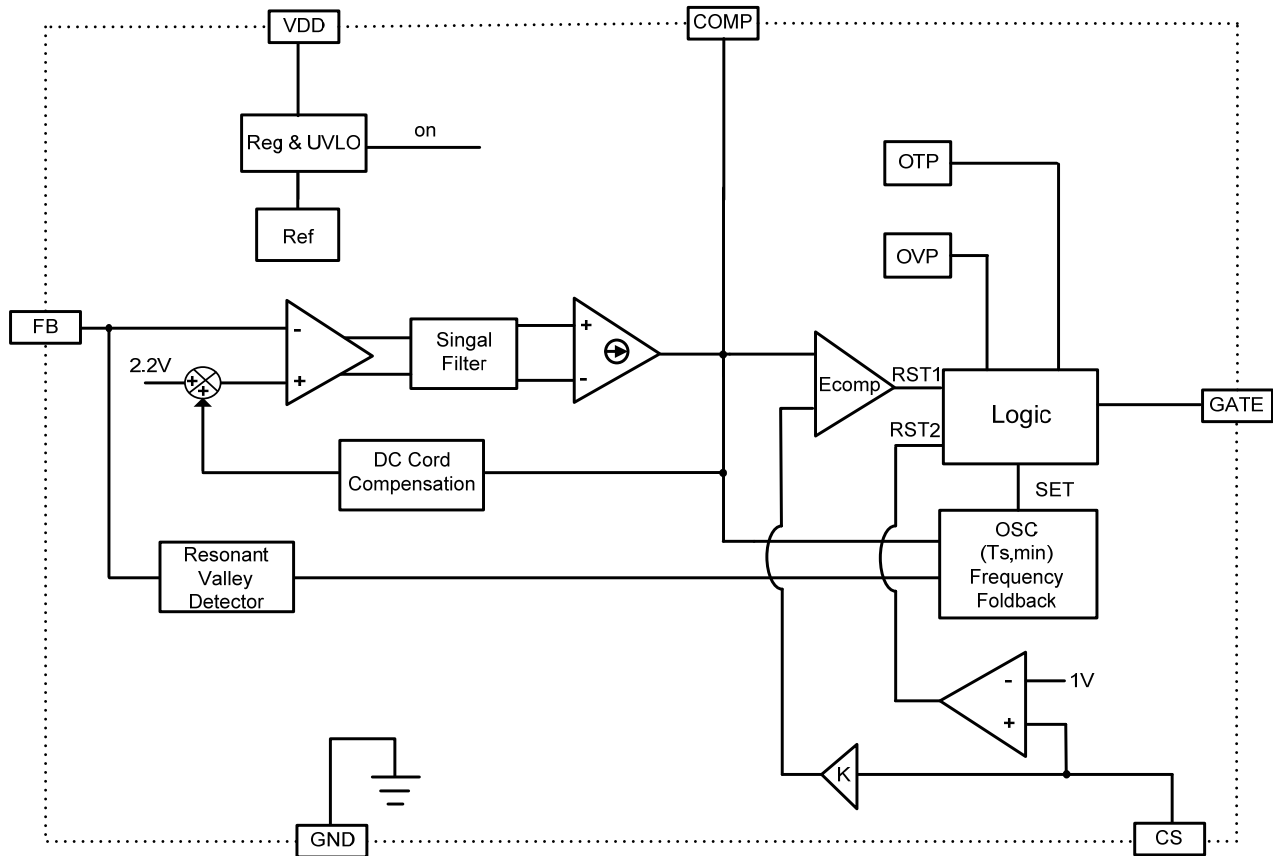 VDD
COMP
Reg & UVLO
on
Ref
OTP
OVP
FB
2.2V
+
+
-
+
Singal
Filter
+
-
Ecomp
RST1
RST2
Logic
GATE
DC Cord
Compensation
SET
OSC
(Ts,min)
Frequency
Foldback
Resonant
Valley
Detector
-
1V
+
K
GND
CS